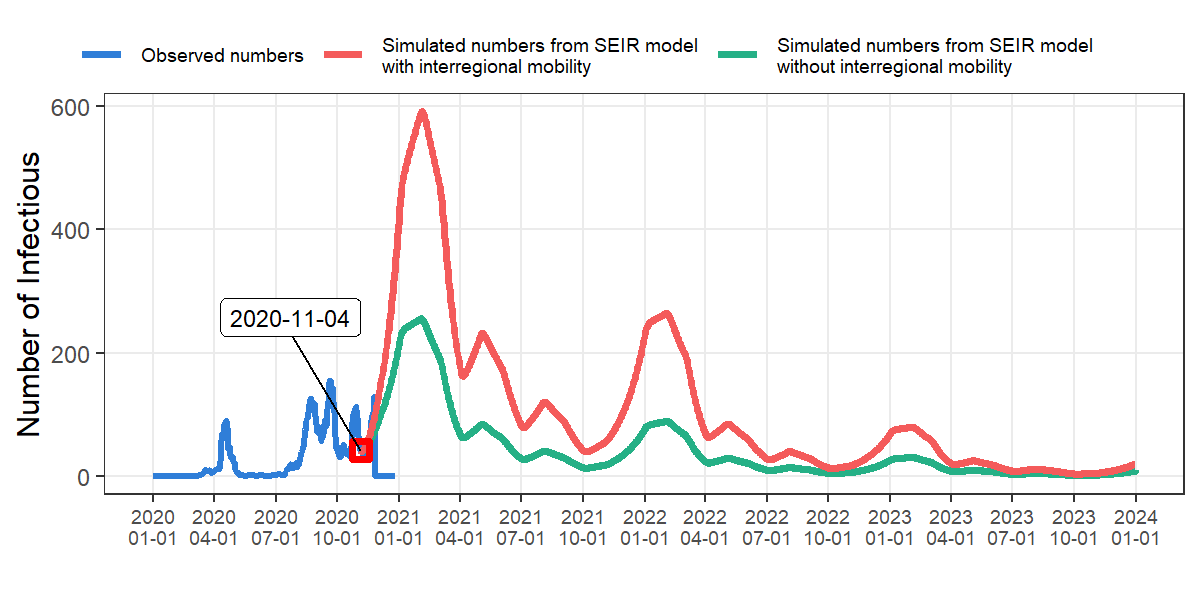 Observed numbers
Simulated numbers from SEIR model
with interregional mobility
Simulated numbers from SEIR model
without interregional mobility
Number of Infectious
600
400
200
0
2020-11-04
2020 2020 2020 2020 2021 2021 2021 2021 2022 2022 2022 2022 2023 2023 2023 2023 2024
01-01 04-01 07-01 10-01 01-01 04-01 07-01 10-01 01-01 04-01 07-01 10-01 01-01 04-01 07-01 10-01 01-01